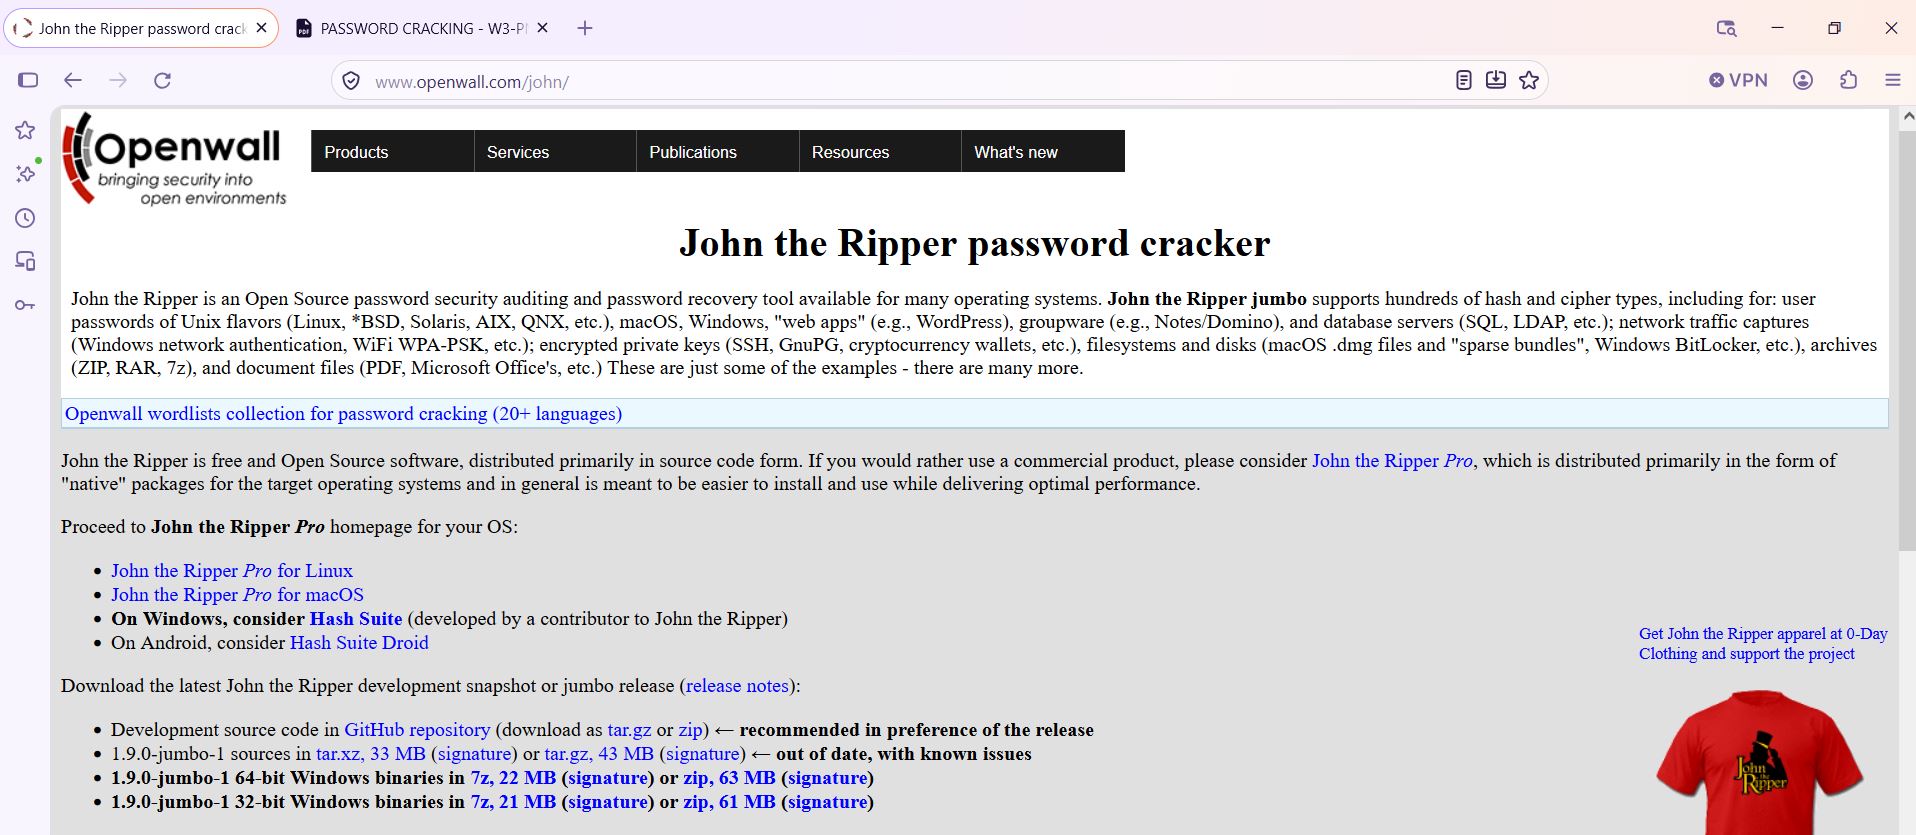 John the Ripper password crack
PASSWORD CRACKING - W3-P
www.openwall.com/john/
VPN
Openwall
bringing security into
open environments
Products Services Publications Resources What's new
John the Ripper password cracker
John the Ripper is an Open Source password security auditing and password recovery tool available for many operating systems. John the Ripper jumbo supports hundreds of hash and cipher types, including for: user
passwords of Unix flavors (Linux, *BSD, Solaris, AIX, QNX, etc.), macOS, Windows, "web apps" (e.g., WordPress), groupware (e.g., Notes/Domino), and database servers (SQL, LDAP, etc.); network traffic captures
(Windows network authentication, WiFi WPA-PSK, etc.); encrypted private keys (SSH, GnuPG, cryptocurrency wallets, etc.), filesystems and disks (macOS .dmg files and "sparse bundles", Windows BitLocker, etc.), archives
(ZIP, RAR, 7z), and document files (PDF, Microsoft Office's, etc.) These are just some of the examples - there are many more.
Openwall wordlists collection for password cracking (20+ languages)
John the Ripper is free and Open Source software, distributed primarily in source code form. If you would rather use a commercial product, please consider John the Ripper Pro, which is distributed primarily in the form of
"native" packages for the target operating systems and in general is meant to be easier to install and use while delivering optimal performance.
Proceed to John the Ripper Pro homepage for your OS:
• John the Ripper Pro for Linux
• John the Ripper Pro for macOS
• On Windows, consider Hash Suite (developed by a contributor to John the Ripper)
• On Android, consider Hash Suite Droid
Get John the Ripper apparel at 0-Day
Clothing and support the project
Download the latest John the Ripper development snapshot or jumbo release (release notes):
• Development source code in GitHub repository (download as tar.gz or zip) ← recommended in preference of the release
• 1.9.0-jumbo-1 sources in tar.xz, 33 MB (signature) or tar.gz, 43 MB (signature) ← out of date, with known issues
• 1.9.0-jumbo-1 64-bit Windows binaries in 7z, 22 MB (signature) or zip, 63 MB (signature)
• 1.9.0-jumbo-1 32-bit Windows binaries in 7z, 21 MB (signature) or zip, 61 MB (signature)
John
the
Ripper